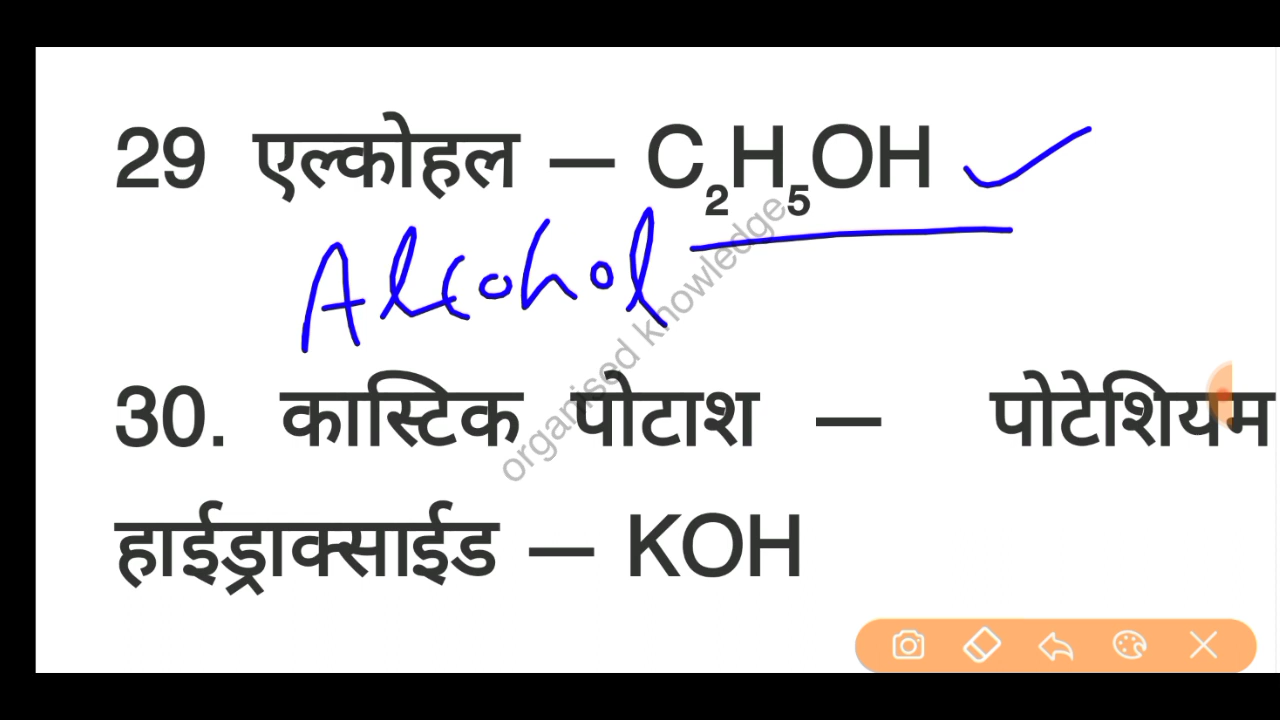 29 एल्कोहल — C₂H₅OH
Alcohol
organised knowledge
30. कास्टिक पोटाश — पोटेशियम
हाईड्राक्साईड — KOH